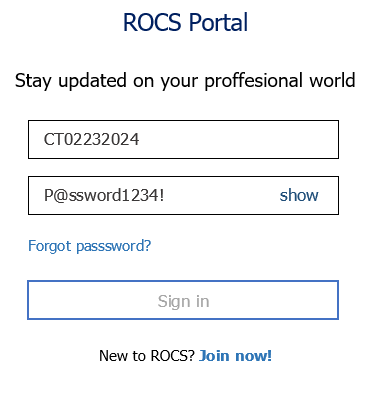 ROCS Portal
Stay updated on your proffesional world
CT02232024
P@ssword1234! show
Forgot passsword?
Sign in
New to ROCS? Join now!